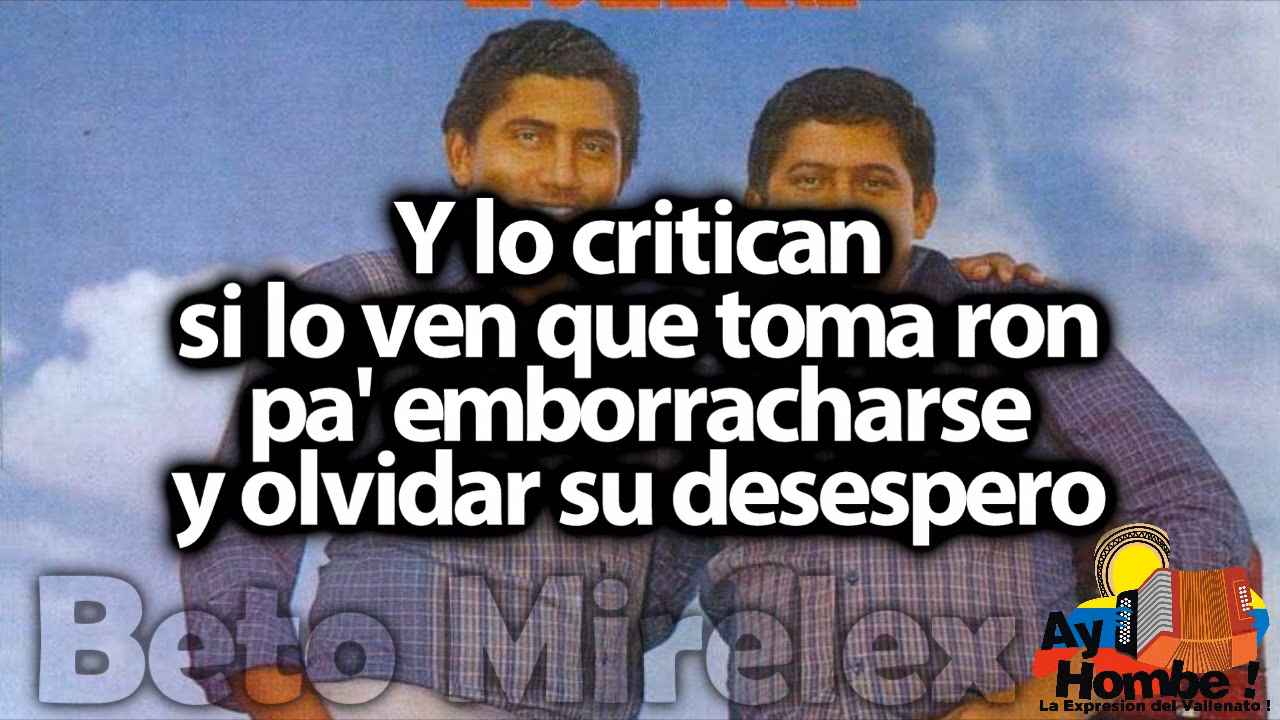 Y lo critican
si lo ven que toma ron
pa' emborracharse
y olvidar su desespero
Beto Mirelex
Ay
Hombe !
La Expresion del Vallenato !